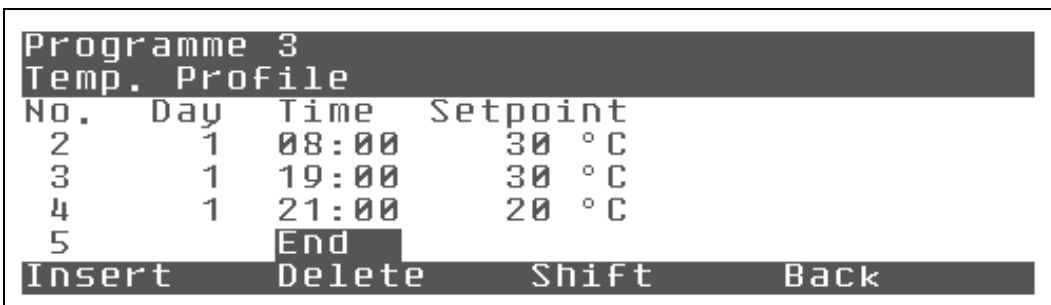 Programme 3
Temp. Profile
No. Day Time Setpoint
2 1 08:00 30 °C
3 1 19:00 30 °C
4 1 21:00 20 °C
5 End
Insert Delete Shift Back